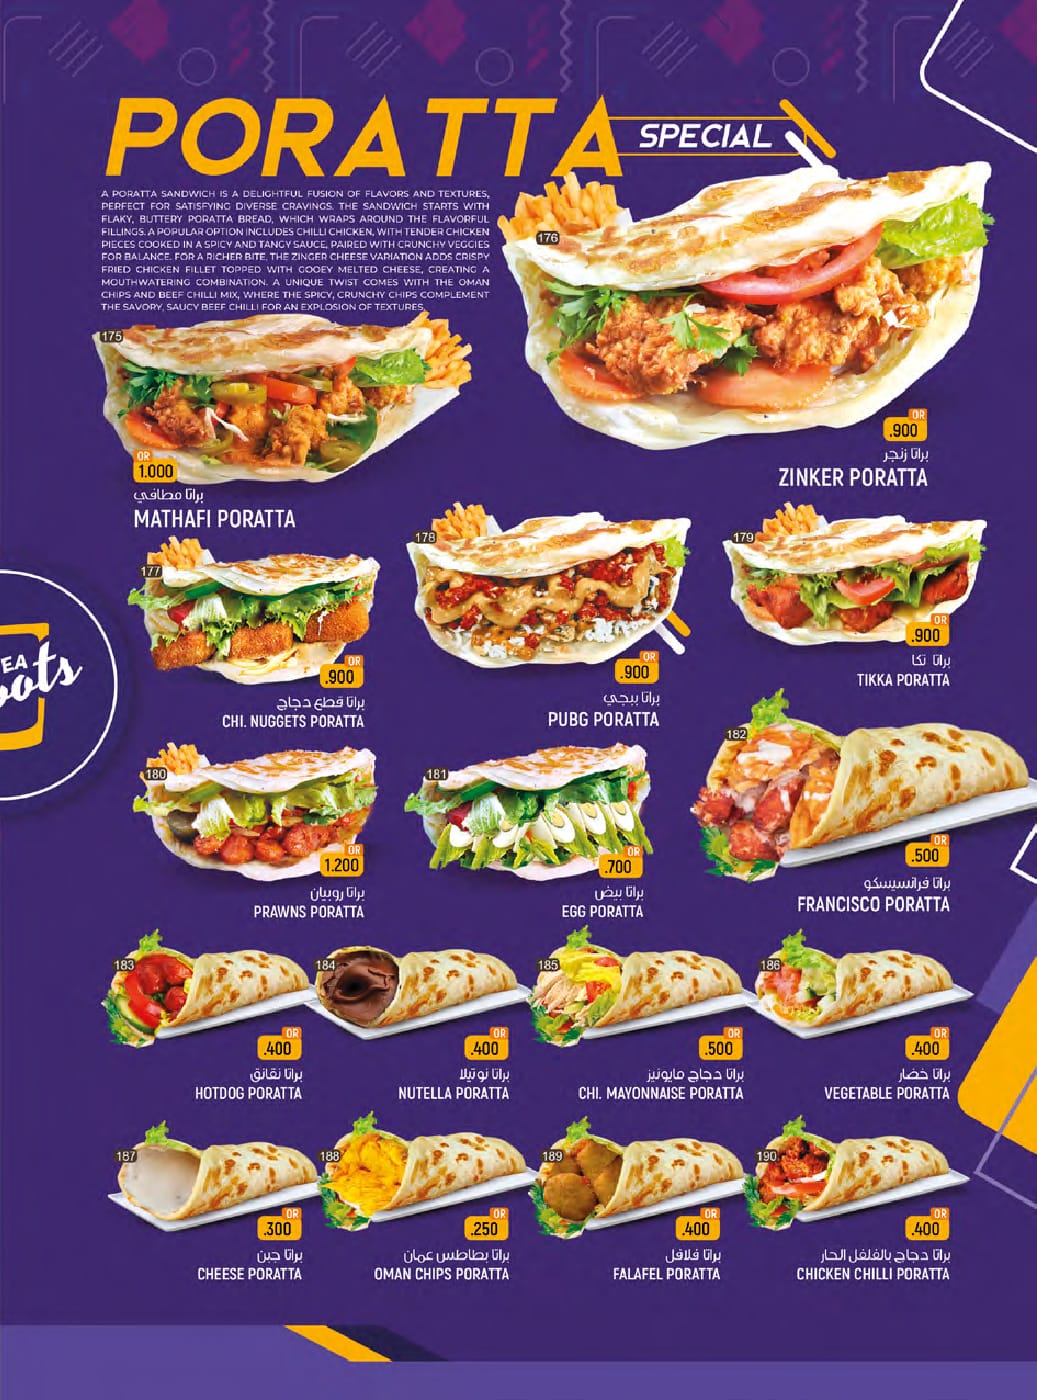 PORATTA
SPECIAL
A PORATTA SANDWICH IS A DELIGHTFUL FUSION OF FLAVORS AND TEXTURES,
PERFECT FOR SATISFYING DIVERSE CRAVINGS. THE SANDWICH STARTS WITH
FLAKY, BUTTERY PORATTA BREAD, WHICH WRAPS AROUND THE FLAVORFUL
FILLINGS. A POPULAR OPTION INCLUDES CHILLI CHICKEN, WITH TENDER CHICKEN
PIECES COOKED IN A SPICY AND TANGY SAUCE, PAIRED WITH CRUNCHY VEGGIES
FOR BALANCE. FOR A RICHER BITE, THE ZINGER CHEESE VARIATION ADDS CRISPY
FRIED CHICKEN FILLET TOPPED WITH GOOEY MELTED CHEESE, CREATING A
MOUTHWATERING COMBINATION. A UNIQUE TWIST COMES WITH THE OMAN
CHIPS AND BEEF CHILLI MIX, WHERE THE SPICY, CRUNCHY CHIPS COMPLEMENT
THE SAVORY, SAUCY BEEF CHILLI FOR AN EXPLOSION OF TEXTURES.
176
OR
.900
براتا زنجر
ZINKER PORATTA
175
OR
1.000
براتا مطافي
MATHAFI PORATTA
177
OR
.900
براتا قطع دجاج
CHI. NUGGETS PORATTA
178
OR
.900
براتا ببجي
PUBG PORATTA
179
OR
.900
براتا تكا
TIKKA PORATTA
EA
ots
180
OR
1.200
براتا روبيان
PRAWNS PORATTA
181
OR
.700
براتا بيض
EGG PORATTA
182
OR
.500
براتا فرانسيسكو
FRANCISCO PORATTA
183
OR
.400
براتا نقانق
HOTDOG PORATTA
184
OR
.400
براتا نوتيلا
NUTELLA PORATTA
185
OR
.500
براتا دجاج مايونيز
CHI. MAYONNAISE PORATTA
186
OR
.400
براتا خضار
VEGETABLE PORATTA
187
OR
.300
براتا جبن
CHEESE PORATTA
188
OR
.250
براتا بطاطس عمان
OMAN CHIPS PORATTA
189
OR
.400
براتا فلافل
FALAFEL PORATTA
190.
OR
.400
براتا دجاج بالفلفل الحار
CHICKEN CHILLI PORATTA